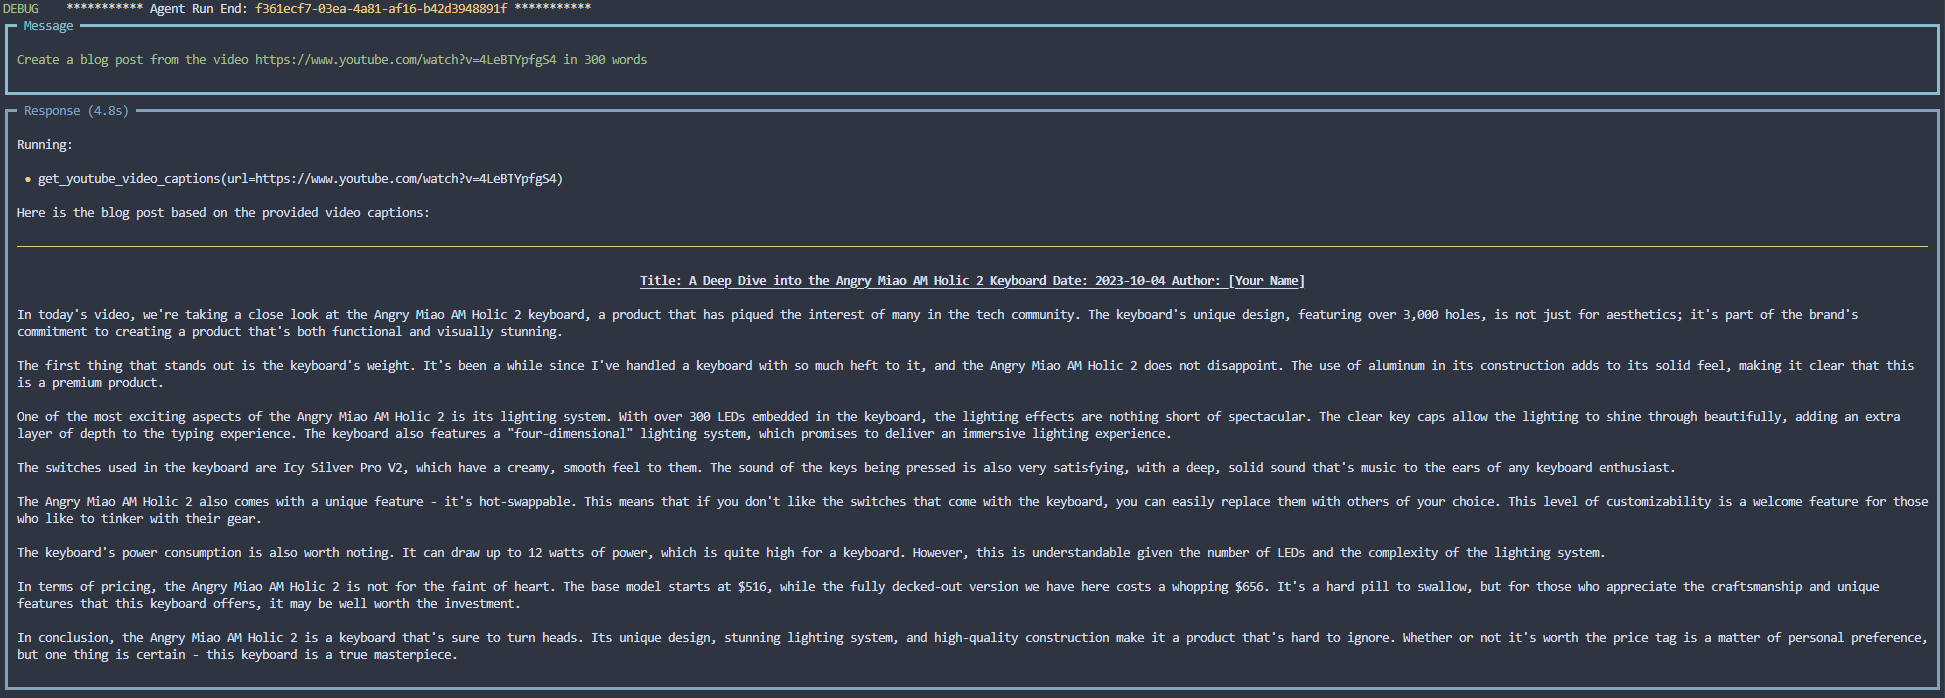 DEBUG    *********** Agent Run End: f361ecf7-03ea-4a81-af16-b42d3948891f ***********
Message
Create a blog post from the video https://www.youtube.com/watch?v=4LeBTYpfgS4 in 300 words
Response (4.8s)
Running:
• get_youtube_video_captions(url=https://www.youtube.com/watch?v=4LeBTYpfgS4)
Here is the blog post based on the provided video captions:
Title: A Deep Dive into the Angry Miao AM Holic 2 Keyboard Date: 2023-10-04 Author: [Your Name]
In today's video, we're taking a close look at the Angry Miao AM Holic 2 keyboard, a product that has piqued the interest of many in the tech community. The keyboard's unique design, featuring over 3,000 holes, is not just for aesthetics; it's part of the brand's
commitment to creating a product that's both functional and visually stunning.
The first thing that stands out is the keyboard's weight. It's been a while since I've handled a keyboard with so much heft to it, and the Angry Miao AM Holic 2 does not disappoint. The use of aluminum in its construction adds to its solid feel, making it clear that this
is a premium product.
One of the most exciting aspects of the Angry Miao AM Holic 2 is its lighting system. With over 300 LEDs embedded in the keyboard, the lighting effects are nothing short of spectacular. The clear key caps allow the lighting to shine through beautifully, adding an extra
layer of depth to the typing experience. The keyboard also features a "four-dimensional" lighting system, which promises to deliver an immersive lighting experience.
The switches used in the keyboard are Icy Silver Pro V2, which have a creamy, smooth feel to them. The sound of the keys being pressed is also very satisfying, with a deep, solid sound that's music to the ears of any keyboard enthusiast.
The Angry Miao AM Holic 2 also comes with a unique feature - it's hot-swappable. This means that if you don't like the switches that come with the keyboard, you can easily replace them with others of your choice. This level of customizability is a welcome feature for those
who like to tinker with their gear.
The keyboard's power consumption is also worth noting. It can draw up to 12 watts of power, which is quite high for a keyboard. However, this is understandable given the number of LEDs and the complexity of the lighting system.
In terms of pricing, the Angry Miao AM Holic 2 is not for the faint of heart. The base model starts at $516, while the fully decked-out version we have here costs a whopping $656. It's a hard pill to swallow, but for those who appreciate the craftsmanship and unique
features that this keyboard offers, it may be well worth the investment.
In conclusion, the Angry Miao AM Holic 2 is a keyboard that's sure to turn heads. Its unique design, stunning lighting system, and high-quality construction make it a product that's hard to ignore. Whether or not it's worth the price tag is a matter of personal preference,
but one thing is certain - this keyboard is a true masterpiece.